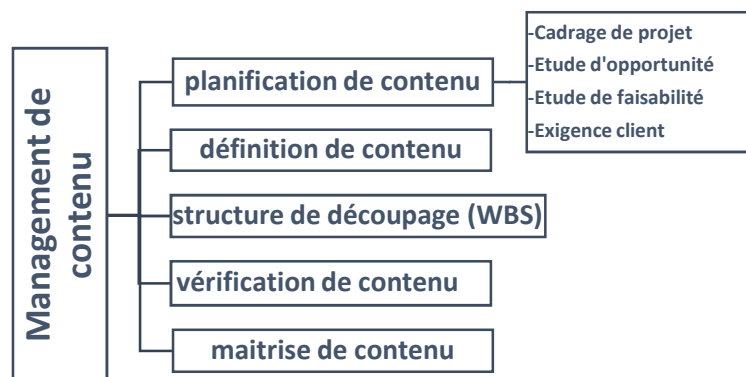 Management de
contenu
planification de contenu
-Cadrage de projet
-Etude d'opportunité
-Etude de faisabilité
-Exigence client
définition de contenu
structure de découpage (WBS)
vérification de contenu
maitrise de contenu